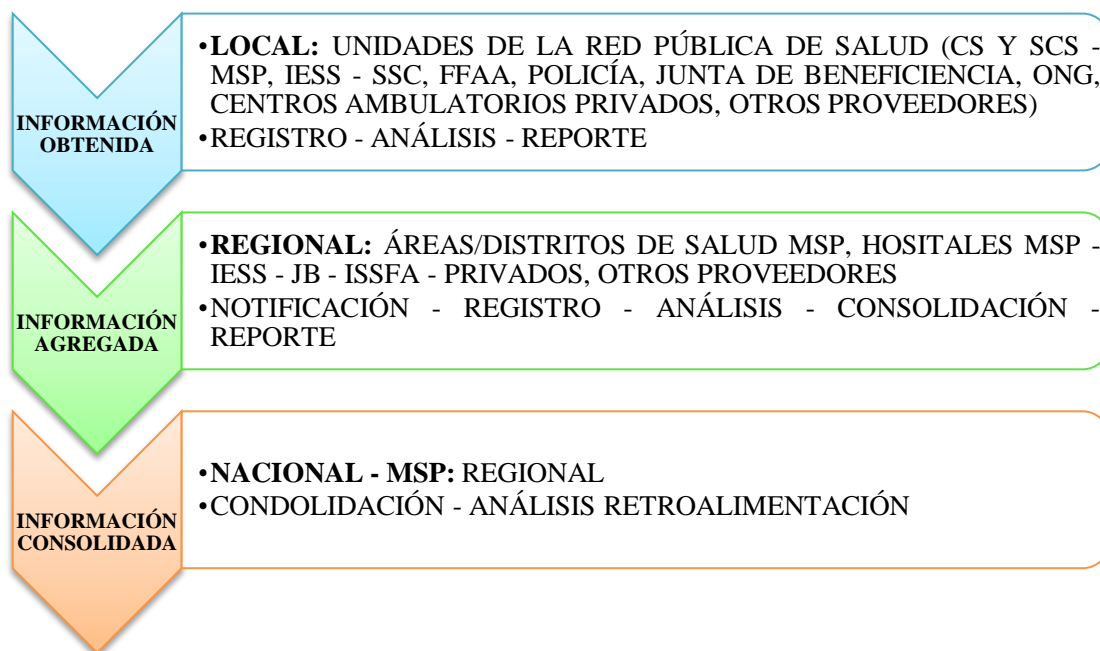 INFORMACIÓN
OBTENIDA
•LOCAL: UNIDADES DE LA RED PÚBLICA DE SALUD (CS Y SCS -
MSP, IESS - SSC, FFAA, POLICÍA, JUNTA DE BENEFICIENCIA, ONG,
CENTROS AMBULATORIOS PRIVADOS, OTROS PROVEEDORES)
•REGISTRO - ANÁLISIS - REPORTE
INFORMACIÓN
AGREGADA
•REGIONAL: ÁREAS/DISTRITOS DE SALUD MSP, HOSITALES MSP -
IESS - JB - ISSFA - PRIVADOS, OTROS PROVEEDORES
•NOTIFICACIÓN - REGISTRO - ANÁLISIS - CONSOLIDACIÓN -
REPORTE
INFORMACIÓN
CONSOLIDADA
•NACIONAL - MSP: REGIONAL
•CONDOLIDACIÓN - ANÁLISIS RETROALIMENTACIÓN